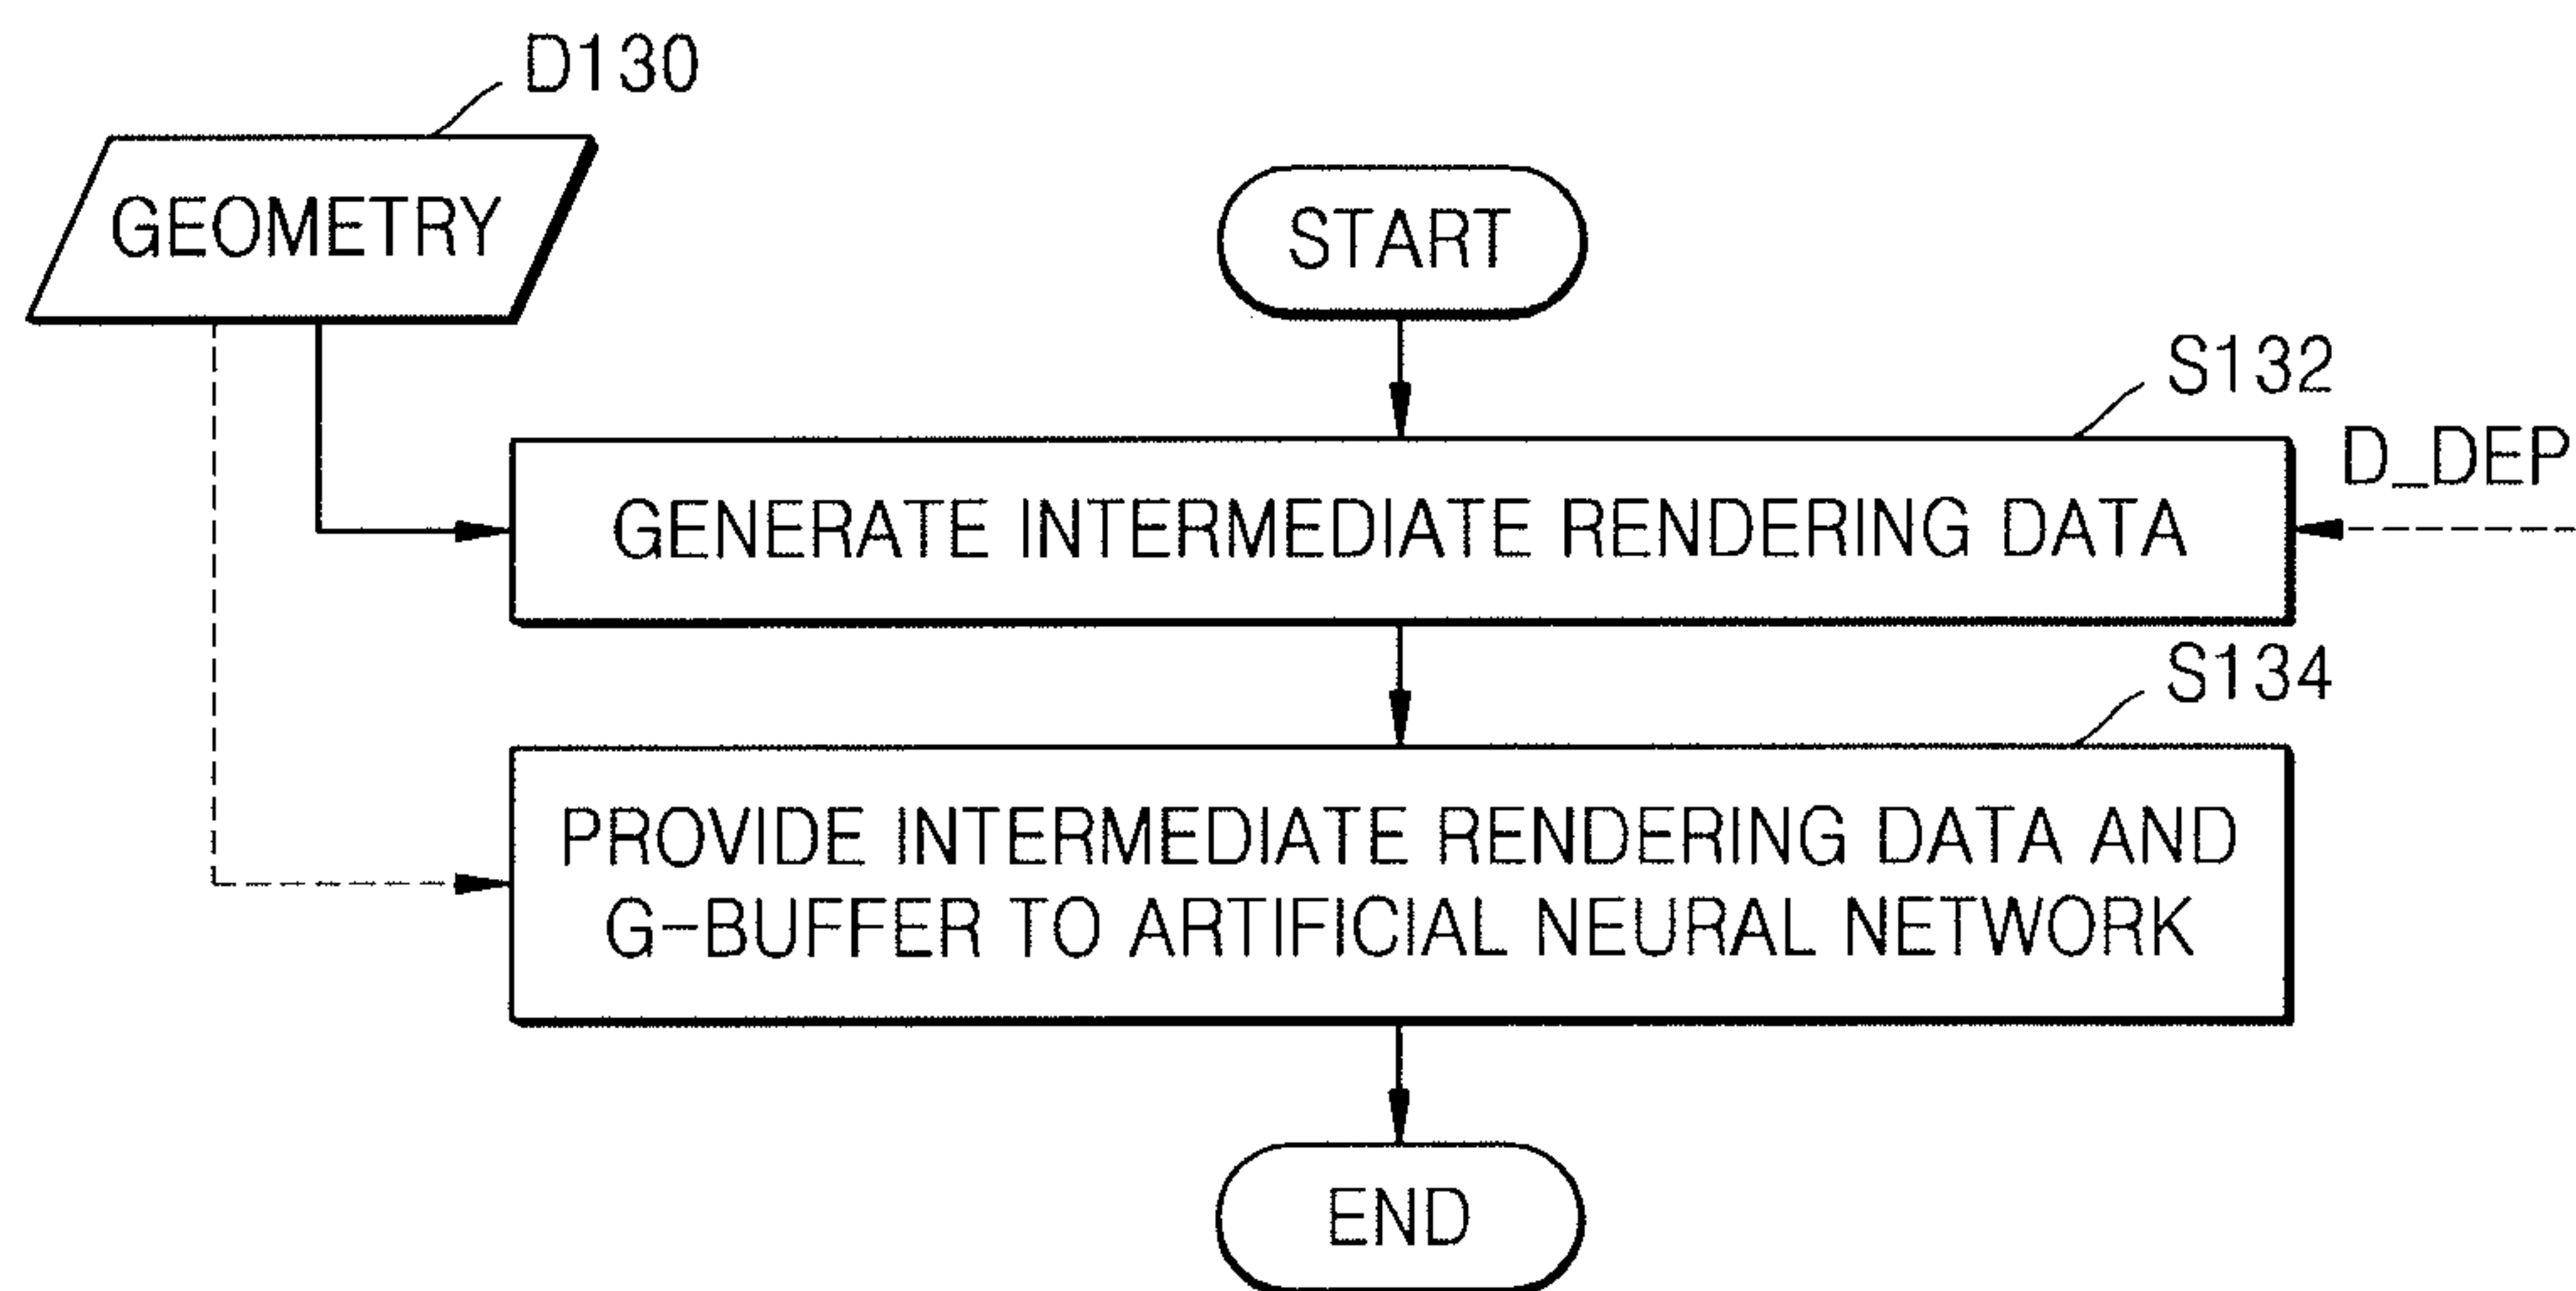 D130
GEOMETRY
START
S132
D_DEP
GENERATE INTERMEDIATE RENDERING DATA
S134
PROVIDE INTERMEDIATE RENDERING DATA AND
G-BUFFER TO ARTIFICIAL NEURAL NETWORK
END